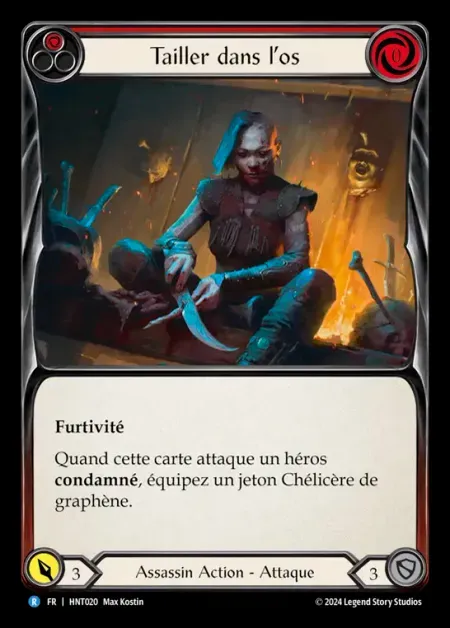 Tailler dans l'os
0
Furtivité
Quand cette carte attaque un héros
condamné, équipez un jeton Chélicère de
graphène.
3
Assassin Action - Attaque
3
R FR | HNT020 Max Kostin
© 2024 Legend Story Studios